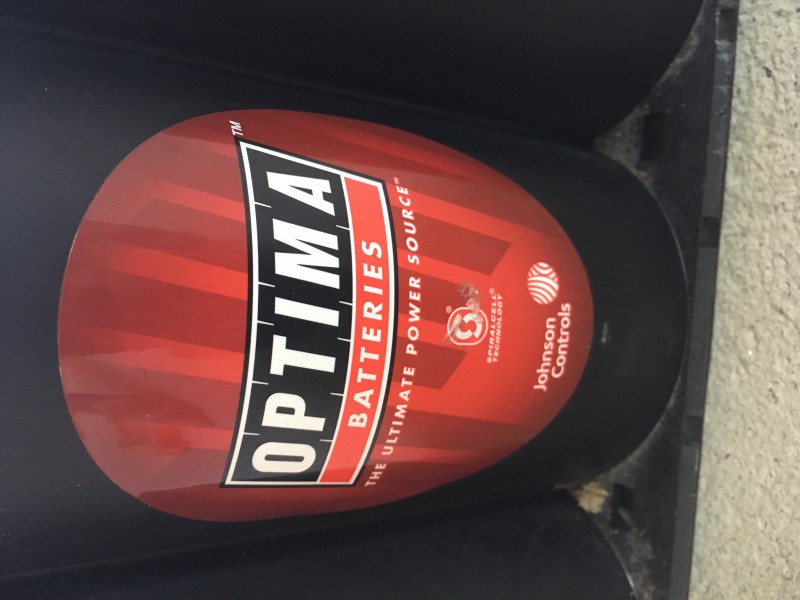 OPTIMA™
BATTERIES
THE ULTIMATE POWER SOURCE™
®
SPIRALCELL®
TECHNOLOGY
Johnson
Controls